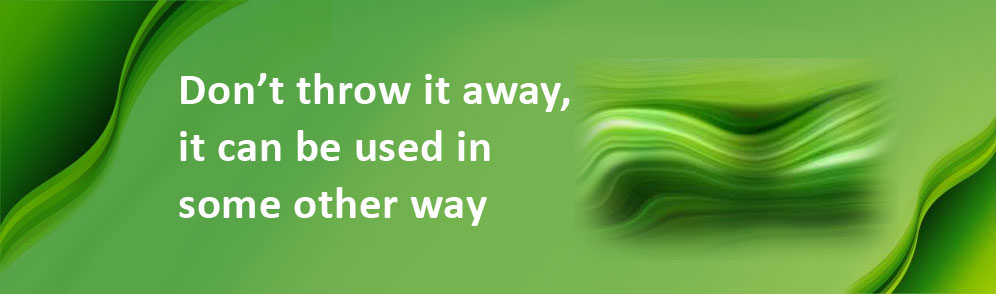 Don’t throw it away,
it can be used in
some other way